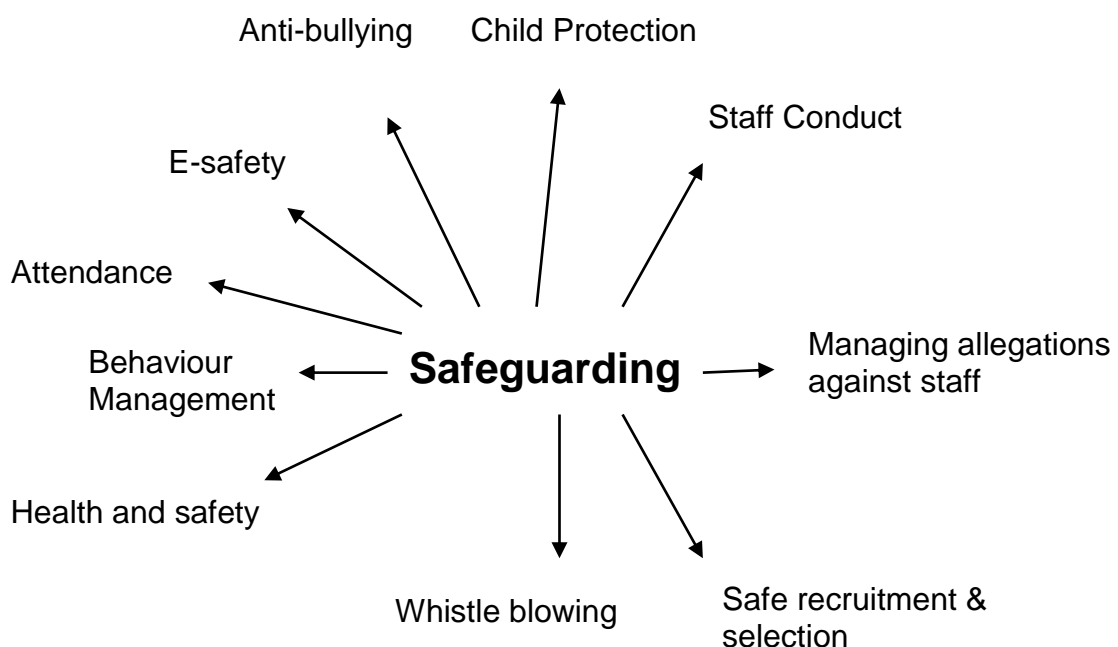 Anti-bullying
Child Protection
Staff Conduct
E-safety
Attendance
Behaviour
Management
Safeguarding
Managing allegations
against staff
Health and safety
Whistle blowing
Safe recruitment &
selection